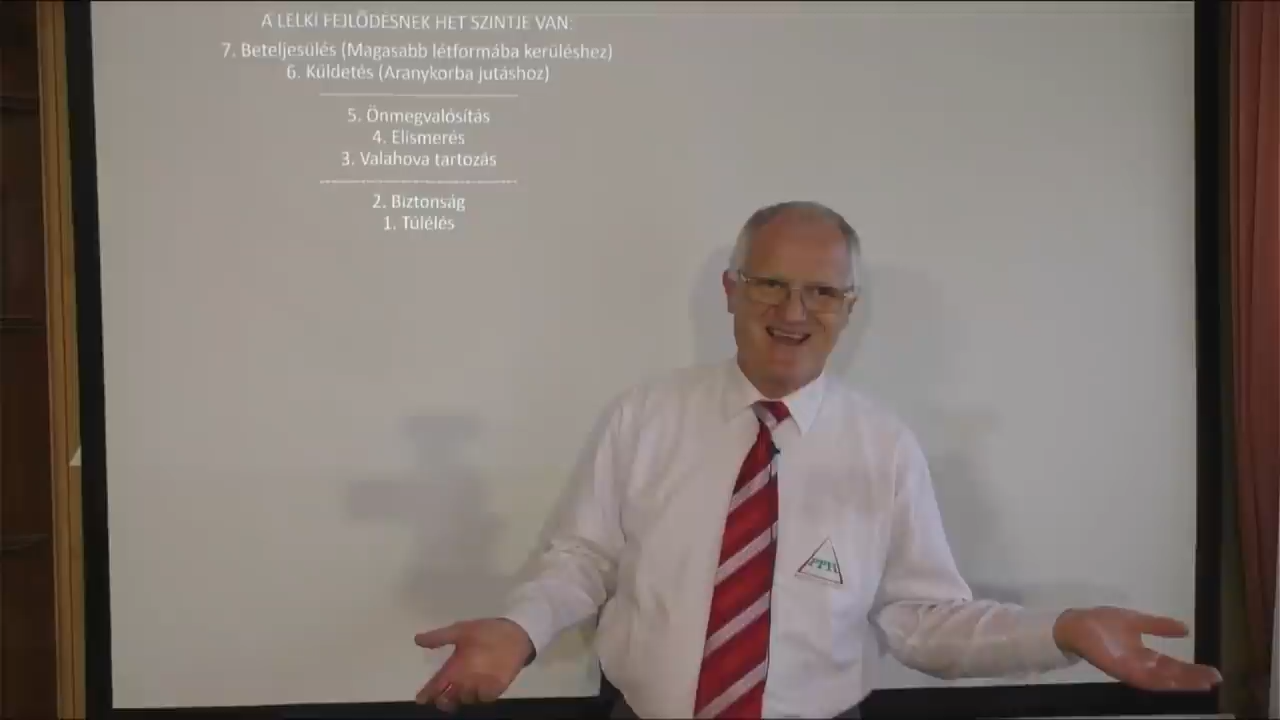 A LELKI FEJLŐDÉSNEK HÉT SZINTJE VAN:
7. Beteljesülés (Magasabb létformába kerüléshez)
6. Küldetés (Aranykorba jutáshoz)
5. Önmegvalósítás
4. Elismerés
3. Valahova tartozás
2. Biztonság
1. Túlélés